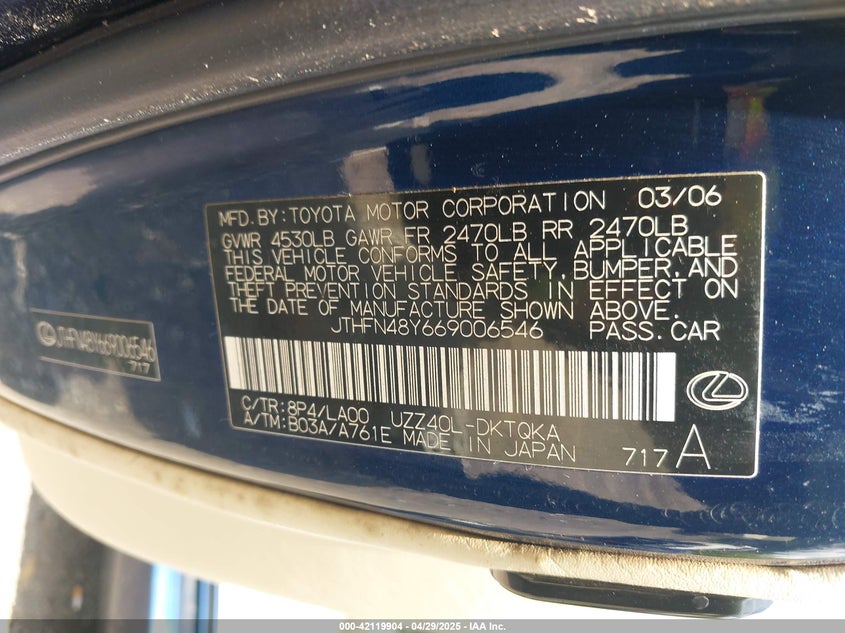 MFD. BY: TOYOTA MOTOR CORPORATION 03/06
GVWR 4530LB GAWR FR 2470LB RR 2470LB
THIS VEHICLE CONFORMS TO ALL APPLICABLE
FEDERAL MOTOR VEHICLE SAFETY, BUMPER, AND
THEFT PREVENTION STANDARDS IN EFFECT ON
THE DATE OF MANUFACTURE SHOWN ABOVE.
JTHFN48Y669006546 PASS. CAR
C/TR: 8P4/LA00 UZZ40L-DKTQKA
A/TM: B03A/A761E MADE IN JAPAN 717 A
JTHFN48Y669006546
717
000-42119904 - 04/29/2025 - IAA Inc.